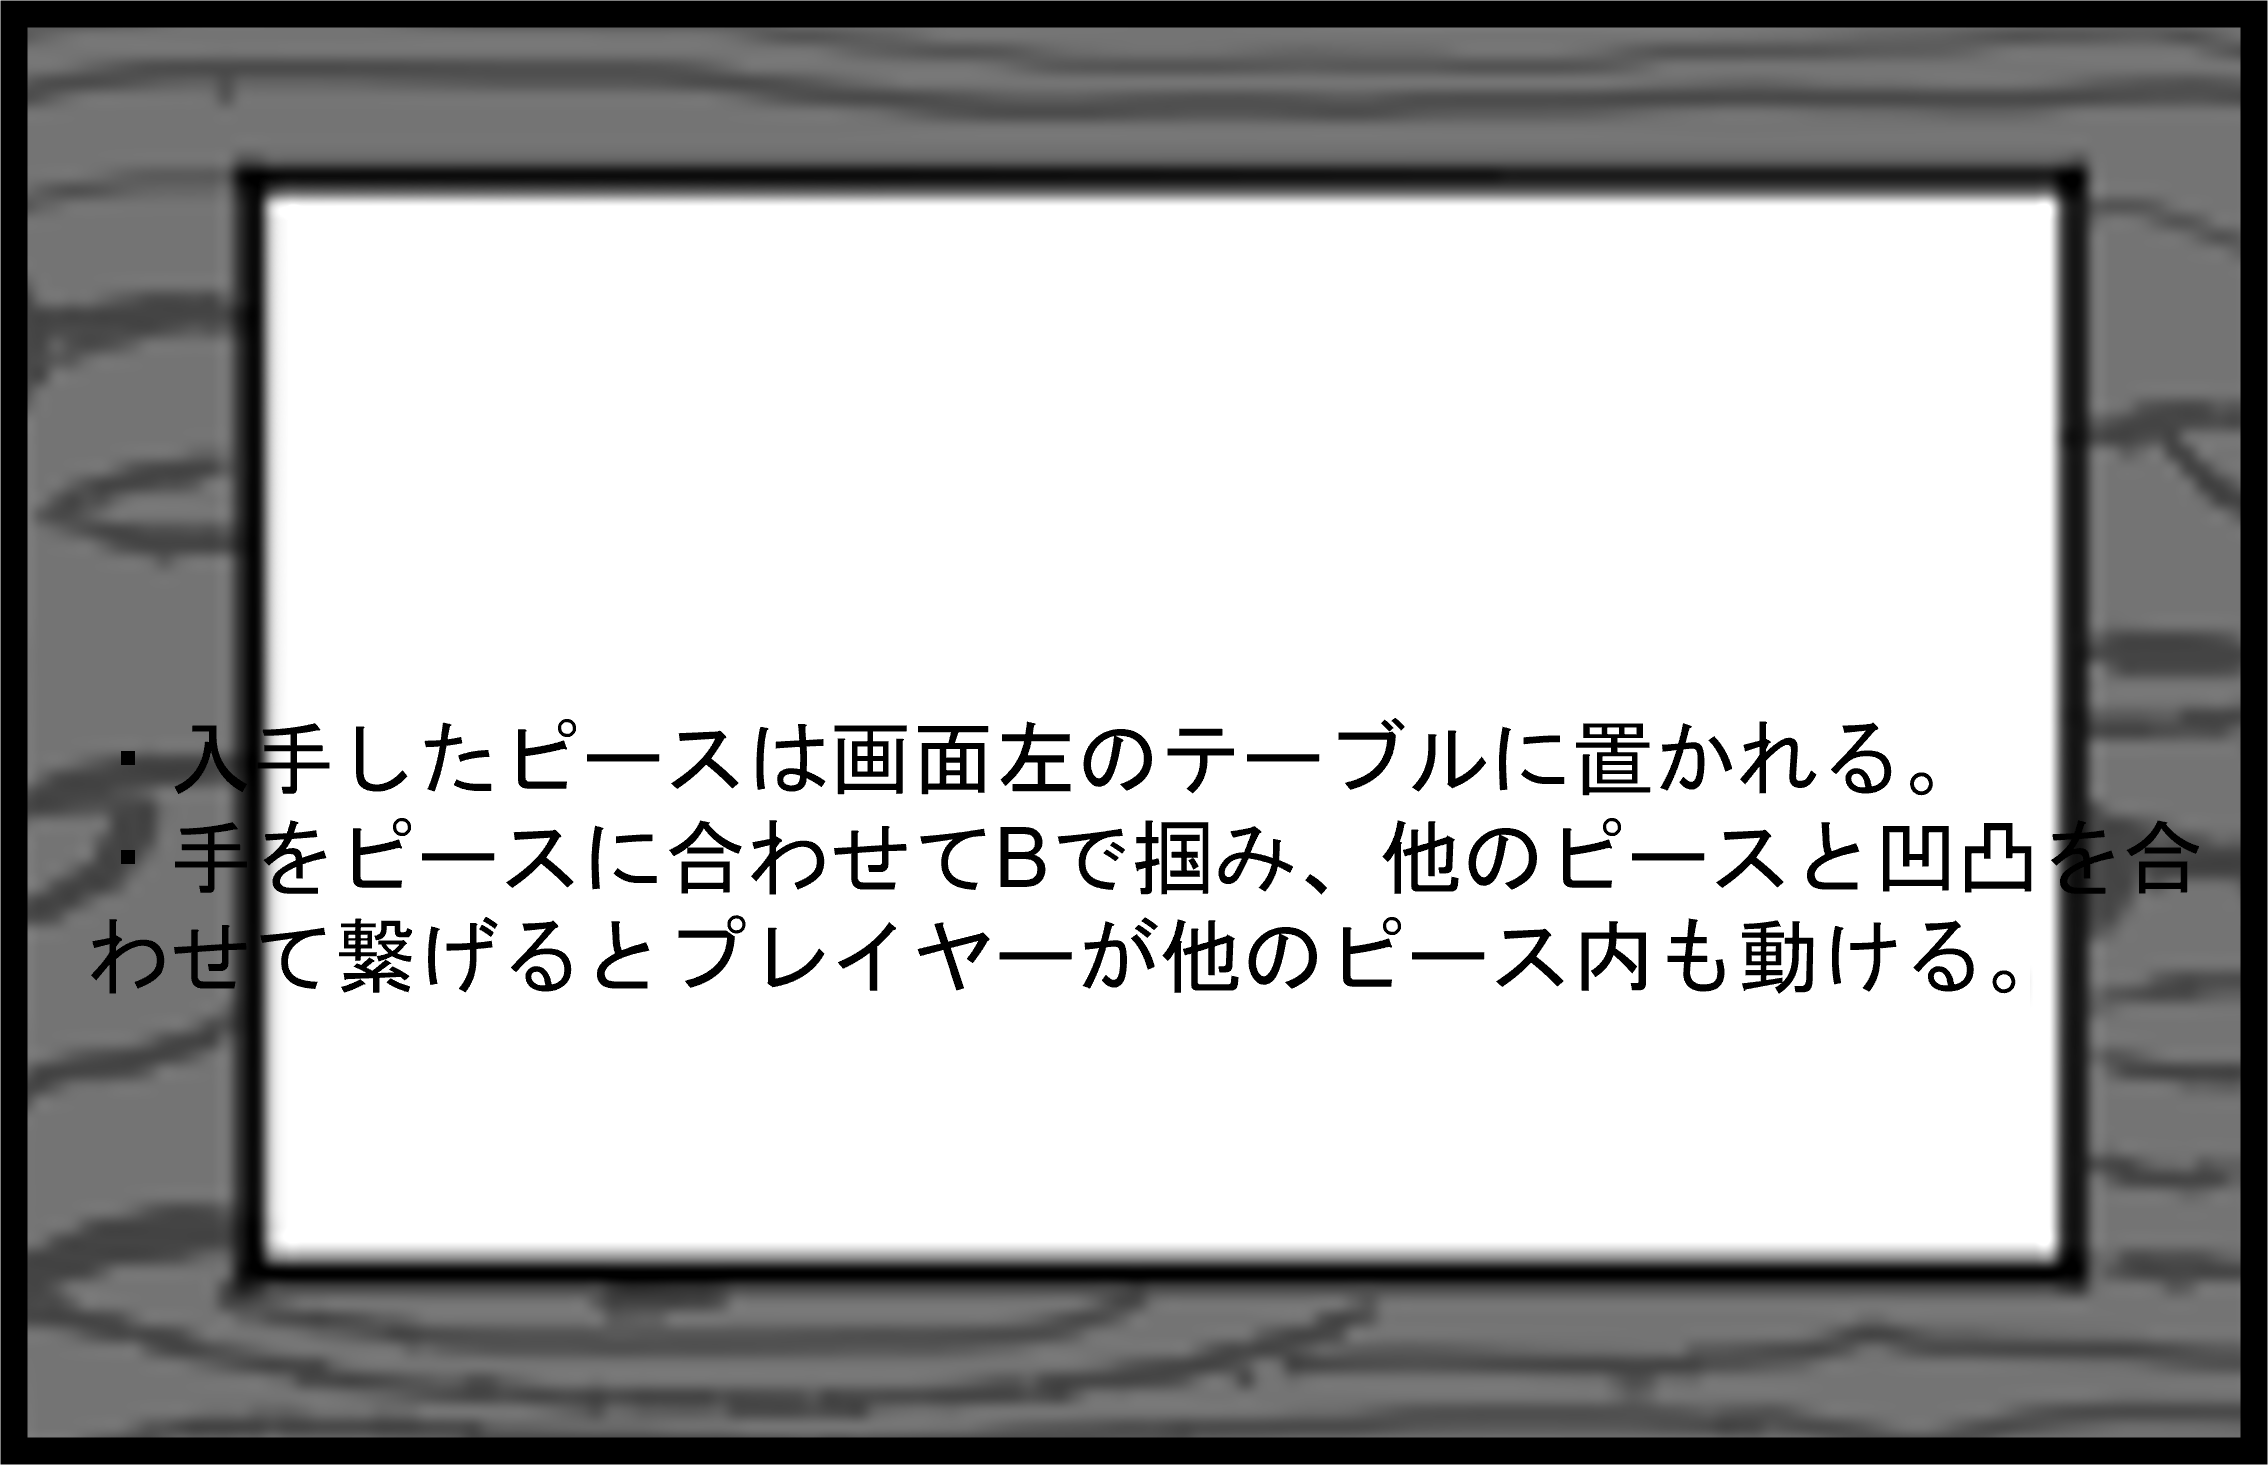 ・入手したピースは画面左のテーブルに置かれる。
・手をピースに合わせてBで掴み、他のピースと凹凸を合
わせて繋げるとプレイヤーが他のピース内も動ける。